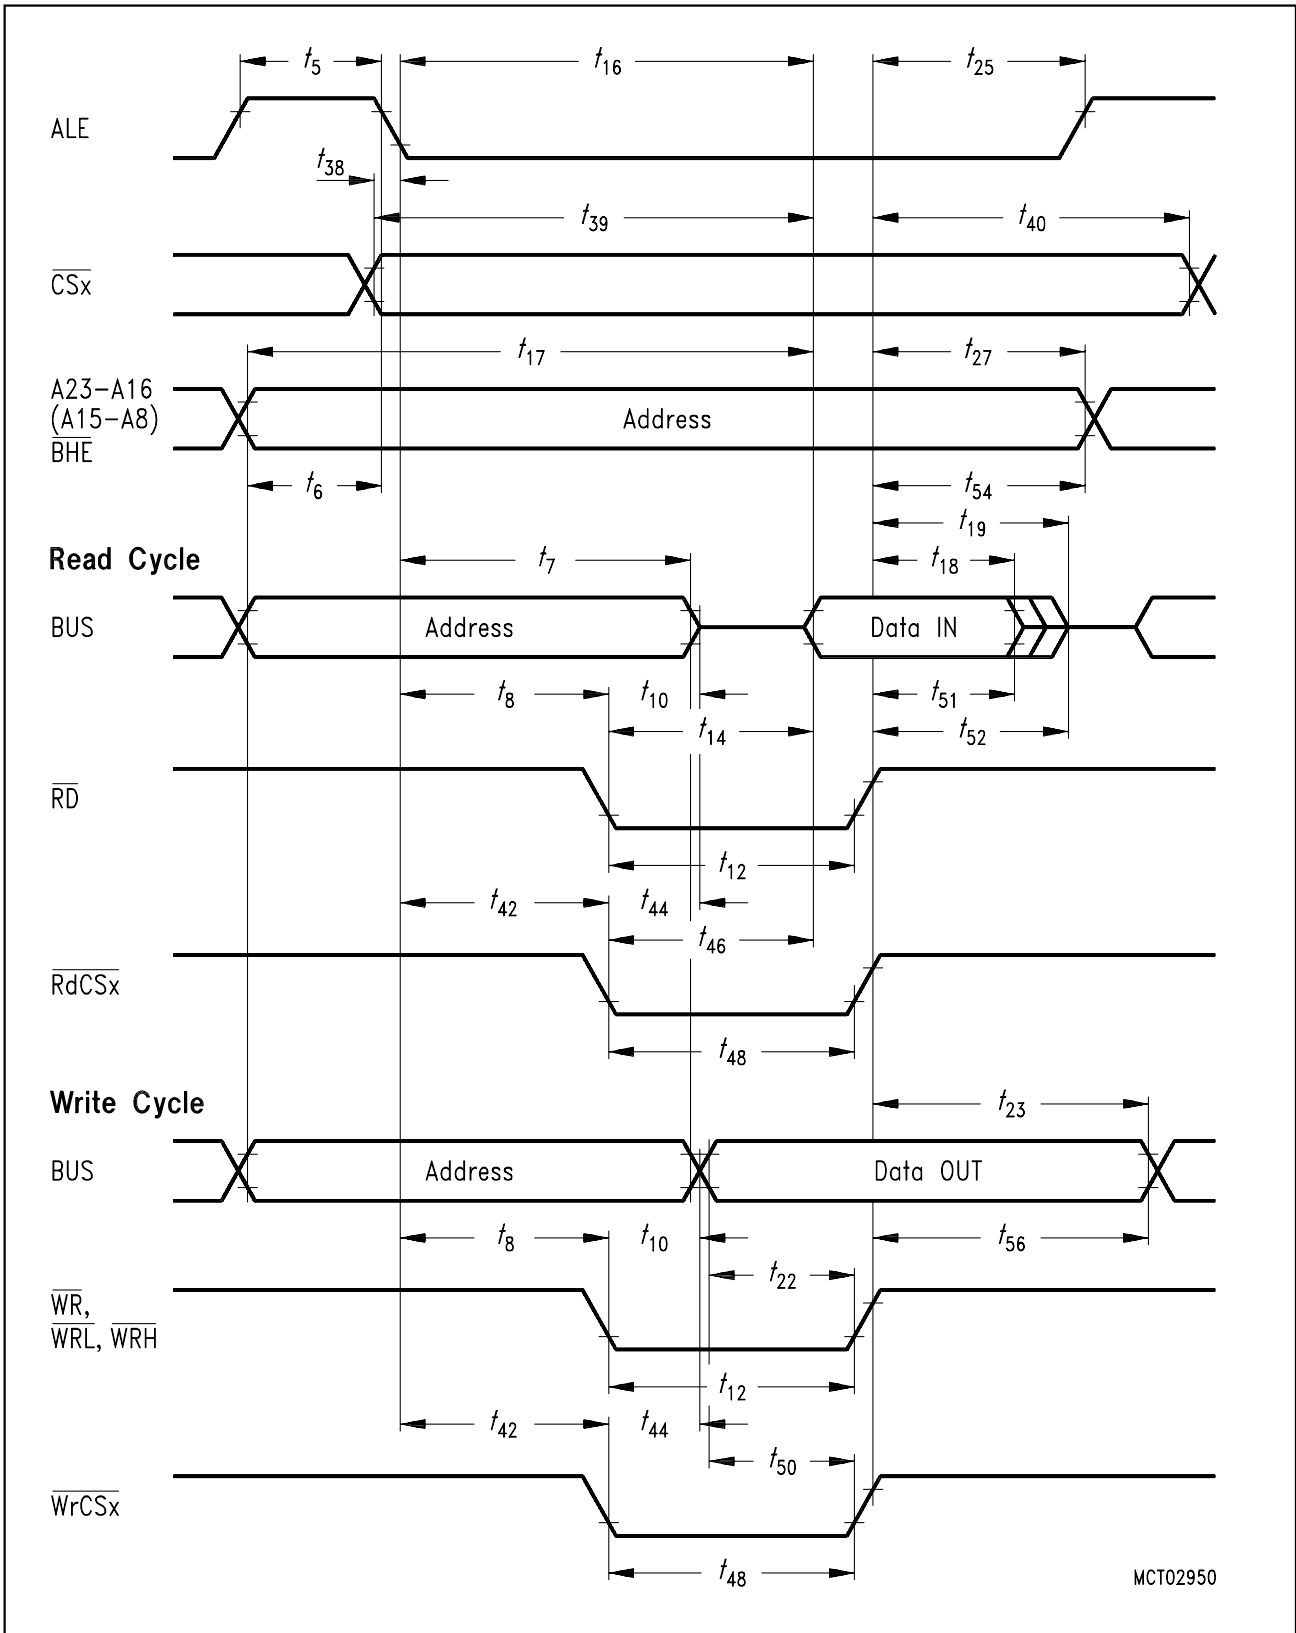 t5
t16
t25
ALE
t38
t39
t40
CSx
t17
t27
A23-A16
(A15-A8)
BHE
Address
t6
t54
t19
Read Cycle
t7
t18
BUS
Address
Data IN
t8
t10
t51
t14
t52
RD
t12
t42
t44
t46
RdCSx
t48
Write Cycle
t23
BUS
Address
Data OUT
t8
t10
t56
t22
WR,
WRL, WRH
t12
t42
t44
t50
WrCSx
t48
MCT02950